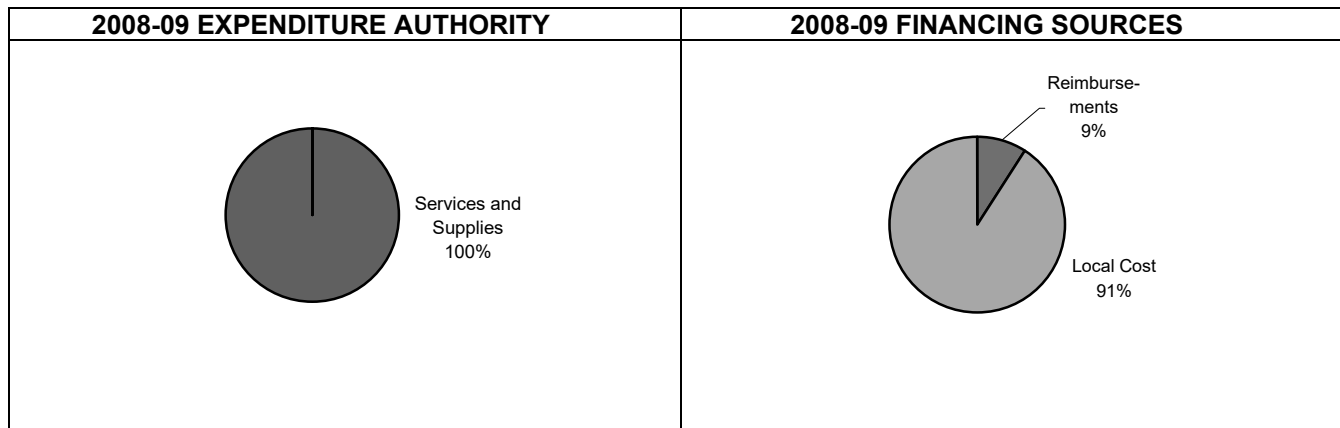 2008-09 EXPENDITURE AUTHORITY
2008-09 FINANCING SOURCES
Services and
Supplies
100%
Reimburse-
ments
9%
Local Cost
91%